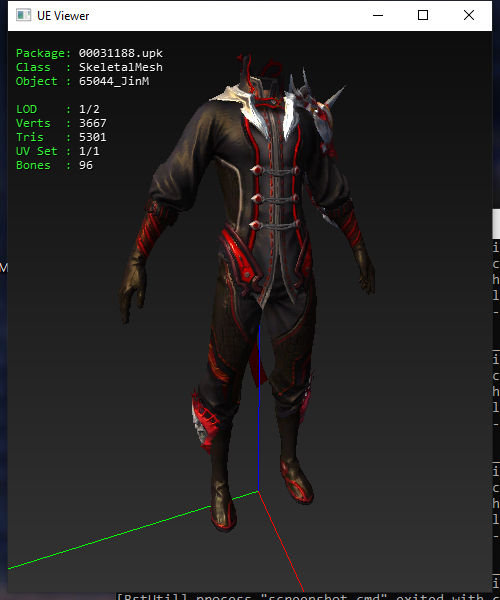 UE Viewer
Package: 00031188.upk
Class  : SkeletalMesh
Object : 65044_JinM
LOD    : 1/2
Verts  : 3667
Tris   : 5301
UV Set : 1/1
Bones  : 96
M
i
c
h
l
-
i
c
h
l
-
i
c
h
l
-
i
[RstUtil] process "screenshot.cmd" exited with c